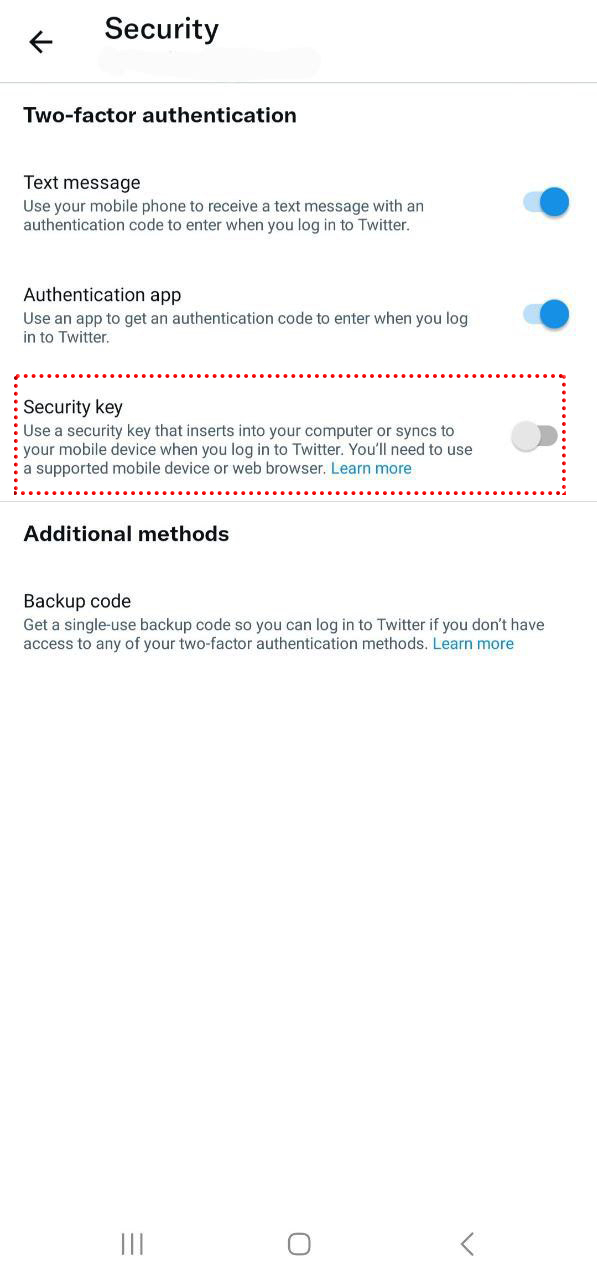 Security
Two-factor authentication
Text message
Use your mobile phone to receive a text message with an
authentication code to enter when you log in to Twitter.
Authentication app
Use an app to get an authentication code to enter when you log
in to Twitter.
Security key
Use a security key that inserts into your computer or syncs to
your mobile device when you log in to Twitter. You’ll need to use
a supported mobile device or web browser. Learn more
Additional methods
Backup code
Get a single-use backup code so you can log in to Twitter if you don’t have
access to any of your two-factor authentication methods. Learn more